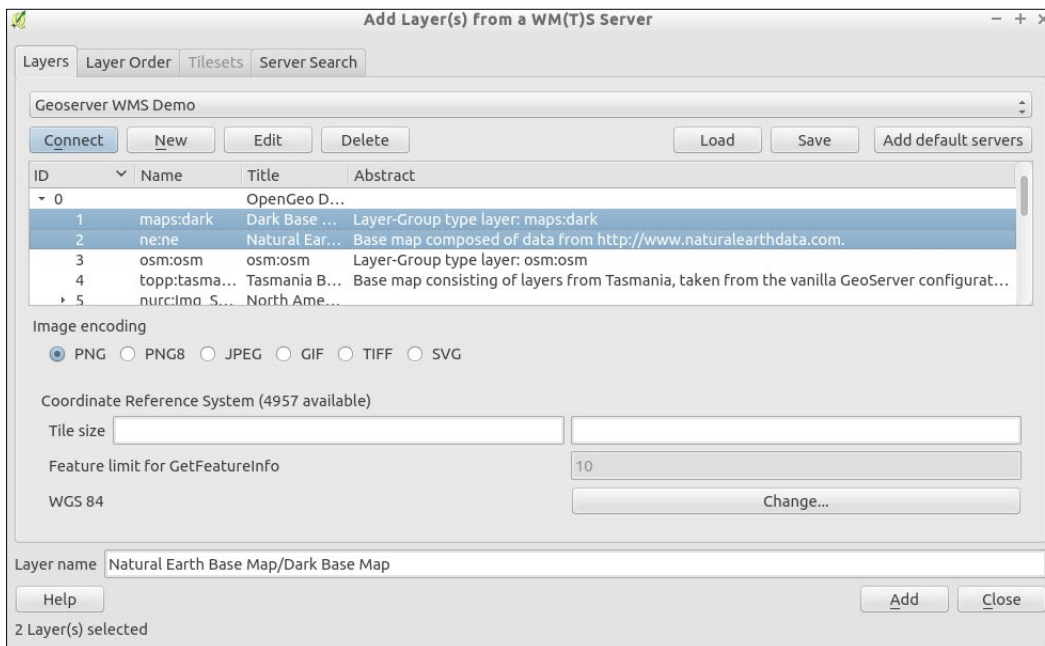 Add Layer(s) from a WM(T)S Server
Layers Layer Order Tilesets Server Search
Geoserver WMS Demo
Connect New Edit Delete Load Save Add default servers
ID Name Title Abstract
0 OpenGeo D...
1 maps:dark Dark Base ... Layer-Group type layer: maps:dark
2 ne:ne Natural Ear... Base map composed of data from http://www.naturalearthdata.com.
3 osm:osm osm:osm Layer-Group type layer: osm:osm
4 topp:tasma... Tasmania B... Base map consisting of layers from Tasmania, taken from the vanilla GeoServer configurat...
5 nurc:Img_S... North Ame...
Image encoding
PNG PNG8 JPEG GIF TIFF SVG
Coordinate Reference System (4957 available)
Tile size
Feature limit for GetFeatureInfo 10
WGS 84 Change...
Layer name Natural Earth Base Map/Dark Base Map
Help Add Close
2 Layer(s) selected